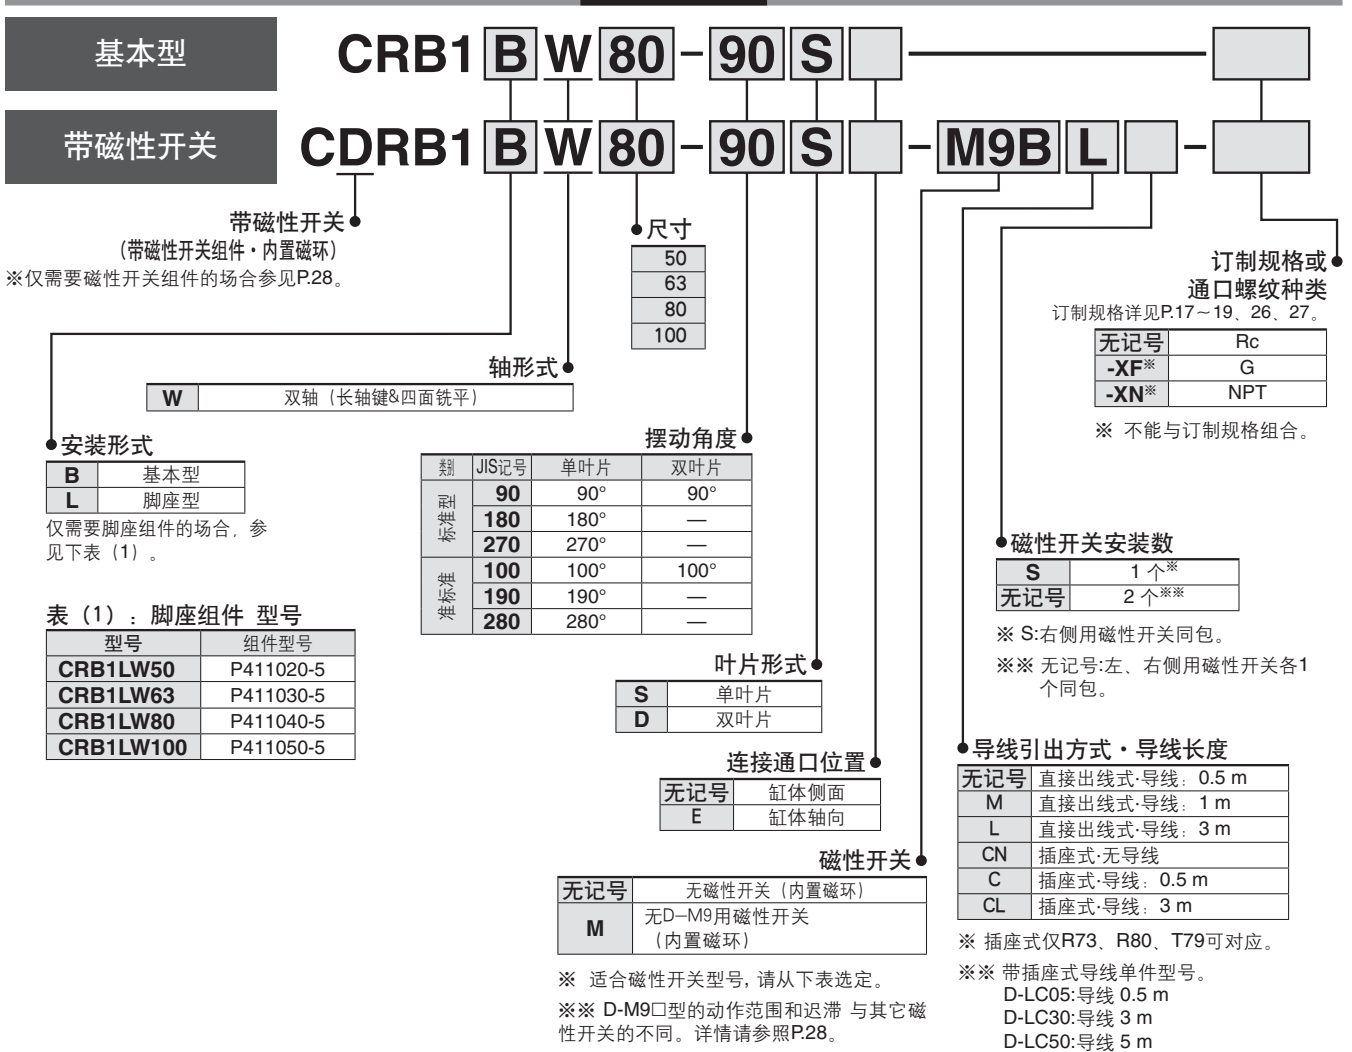 基本型
CRB1 B W 80 - 90 S
带磁性开关
CDRB1 B W 80 - 90 S - M9B L -
带磁性开关
（带磁性开关组件・内置磁环）
※仅需要磁性开关组件的场合参见P.28。
尺寸
50
63
80
100
轴形式
W 双轴（长轴键&四面铣平）
安装形式
B 基本型
L 脚座型
仅需要脚座组件的场合，参
见下表（1）。
表（1）：脚座组件 型号
型号 组件型号
CRB1LW50 P411020-5
CRB1LW63 P411030-5
CRB1LW80 P411040-5
CRB1LW100 P411050-5
摆动角度
类别 JIS记号 单叶片 双叶片
标准型
90 90° 90°
180 180° —
270 270° —
准标准
100 100° 100°
190 190° —
280 280° —
叶片形式
S 单叶片
D 双叶片
连接通口位置
无记号 缸体侧面
E 缸体轴向
磁性开关
无记号 无磁性开关（内置磁环）
M 无D–M9用磁性开关
（内置磁环）
※ 适合磁性开关型号，请从下表选定。
※※ D-M9□型的动作范围和迟滞 与其它磁
性开关的不同。详情请参照P.28。
订制规格或
通口螺纹种类
订制规格详见P.17～19、26、27。
无记号 Rc
-XF※ G
-XN※ NPT
※ 不能与订制规格组合。
磁性开关安装数
S 1 个※
无记号 2 个※※
※ S:右侧用磁性开关同包。
※※ 无记号:左、右侧用磁性开关各1
个同包。
导线引出方式・导线长度
无记号 直接出线式·导线：0.5 m
M 直接出线式·导线：1 m
L 直接出线式·导线：3 m
CN 插座式·无导线
C 插座式·导线：0.5 m
CL 插座式·导线：3 m
※ 插座式仅R73、R80、T79可对应。
※※ 带插座式导线单件型号。
D-LC05:导线 0.5 m
D-LC30:导线 3 m
D-LC50:导线 5 m